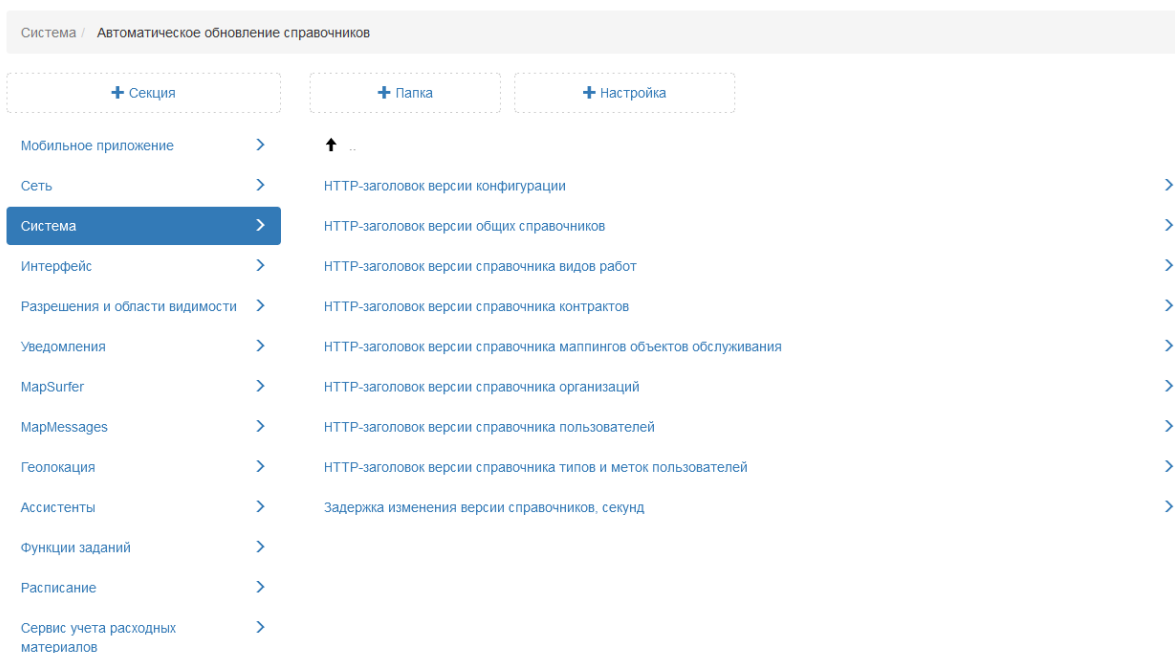 Система / Автоматическое обновление справочников
+ Секция
+ Папка
+ Настройка
Мобильное приложение
Сеть
Система
Интерфейс
Разрешения и области видимости
Уведомления
MapSurfer
MapMessages
Геолокация
Ассистенты
Функции заданий
Расписание
Сервис учета расходных
материалов
..
HTTP-заголовок версии конфигурации
HTTP-заголовок версии общих справочников
HTTP-заголовок версии справочника видов работ
HTTP-заголовок версии справочника контрактов
HTTP-заголовок версии справочника маппингов объектов обслуживания
HTTP-заголовок версии справочника организаций
HTTP-заголовок версии справочника пользователей
HTTP-заголовок версии справочника типов и меток пользователей
Задержка изменения версии справочников, секунд